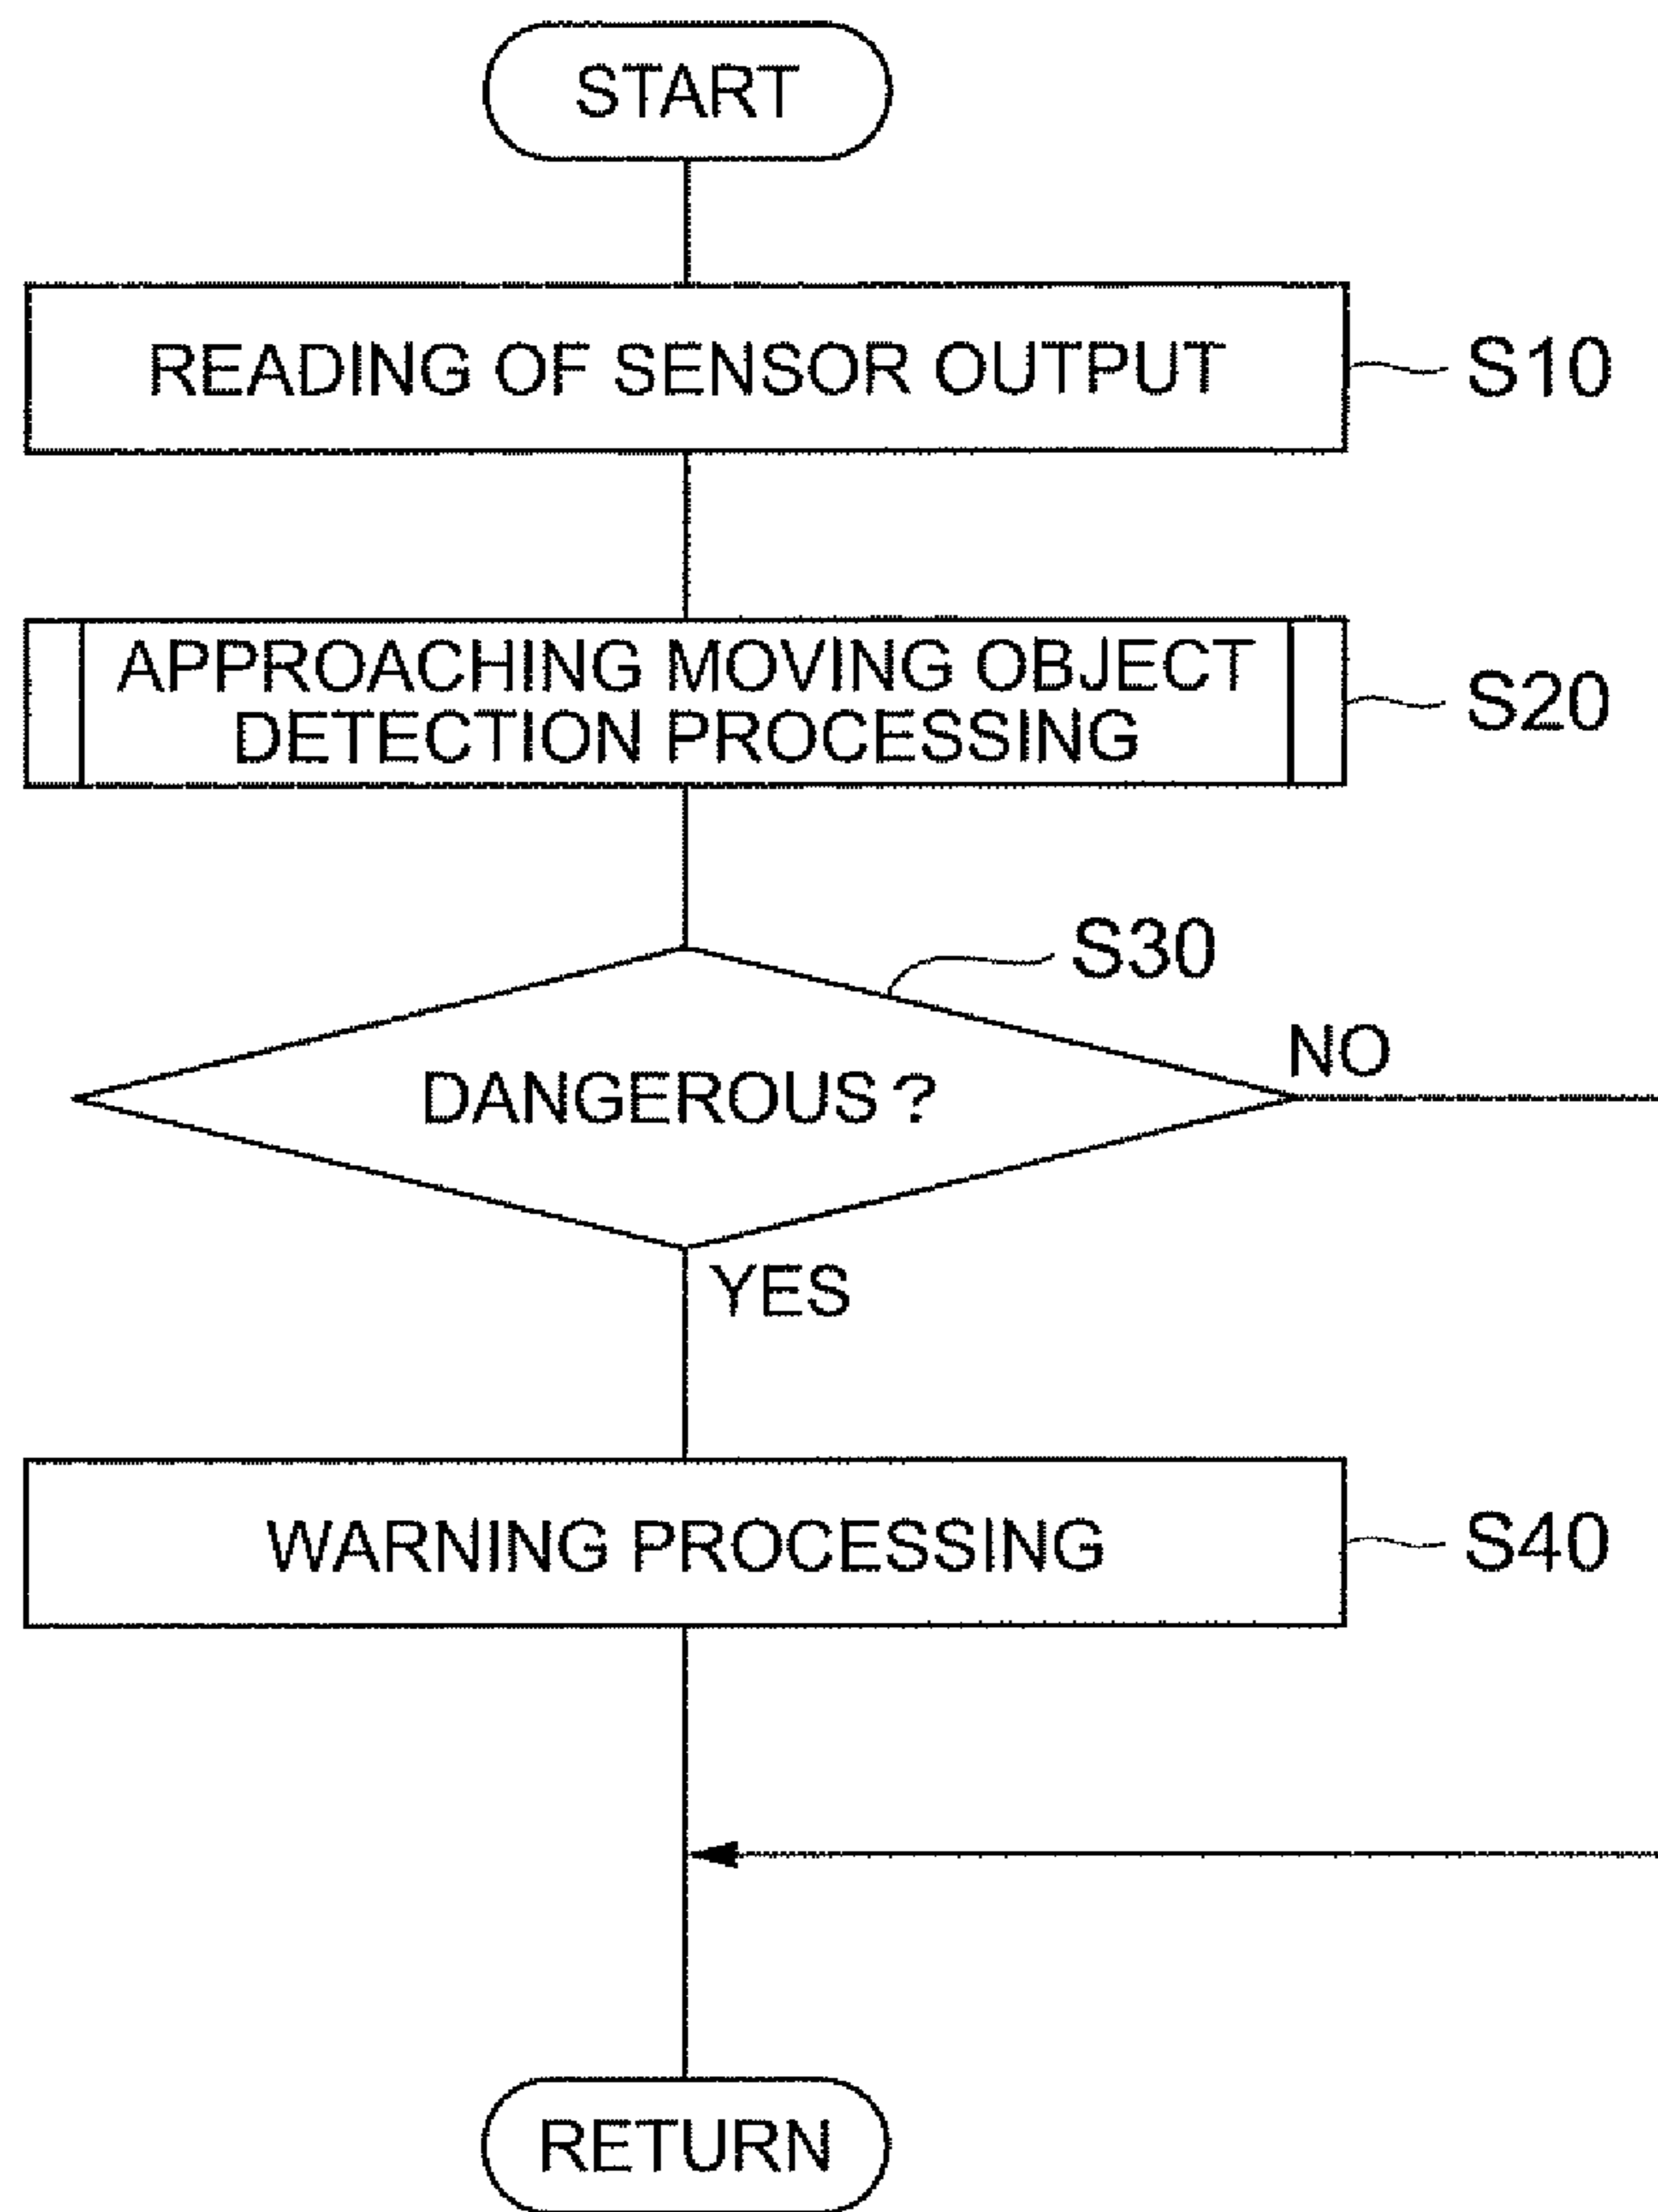 START
READING OF SENSOR OUTPUT
S10
APPROACHING MOVING OBJECT
DETECTION PROCESSING
S20
S30
DANGEROUS ?
NO
YES
WARNING PROCESSING
S40
RETURN